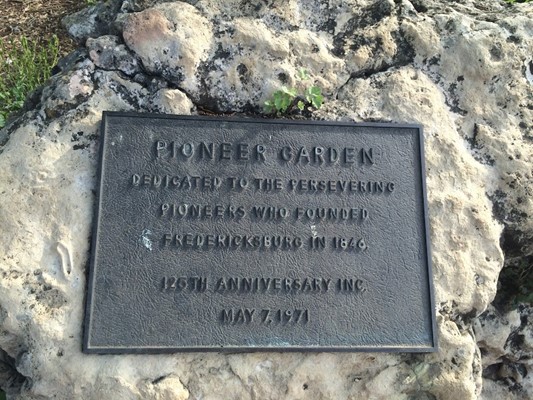 PIONEER GARDEN
DEDICATED TO THE PERSEVERING
PIONEERS WHO FOUNDED
FREDERICKSBURG IN 1846.
125TH ANNIVERSARY INC.
MAY 7, 1971